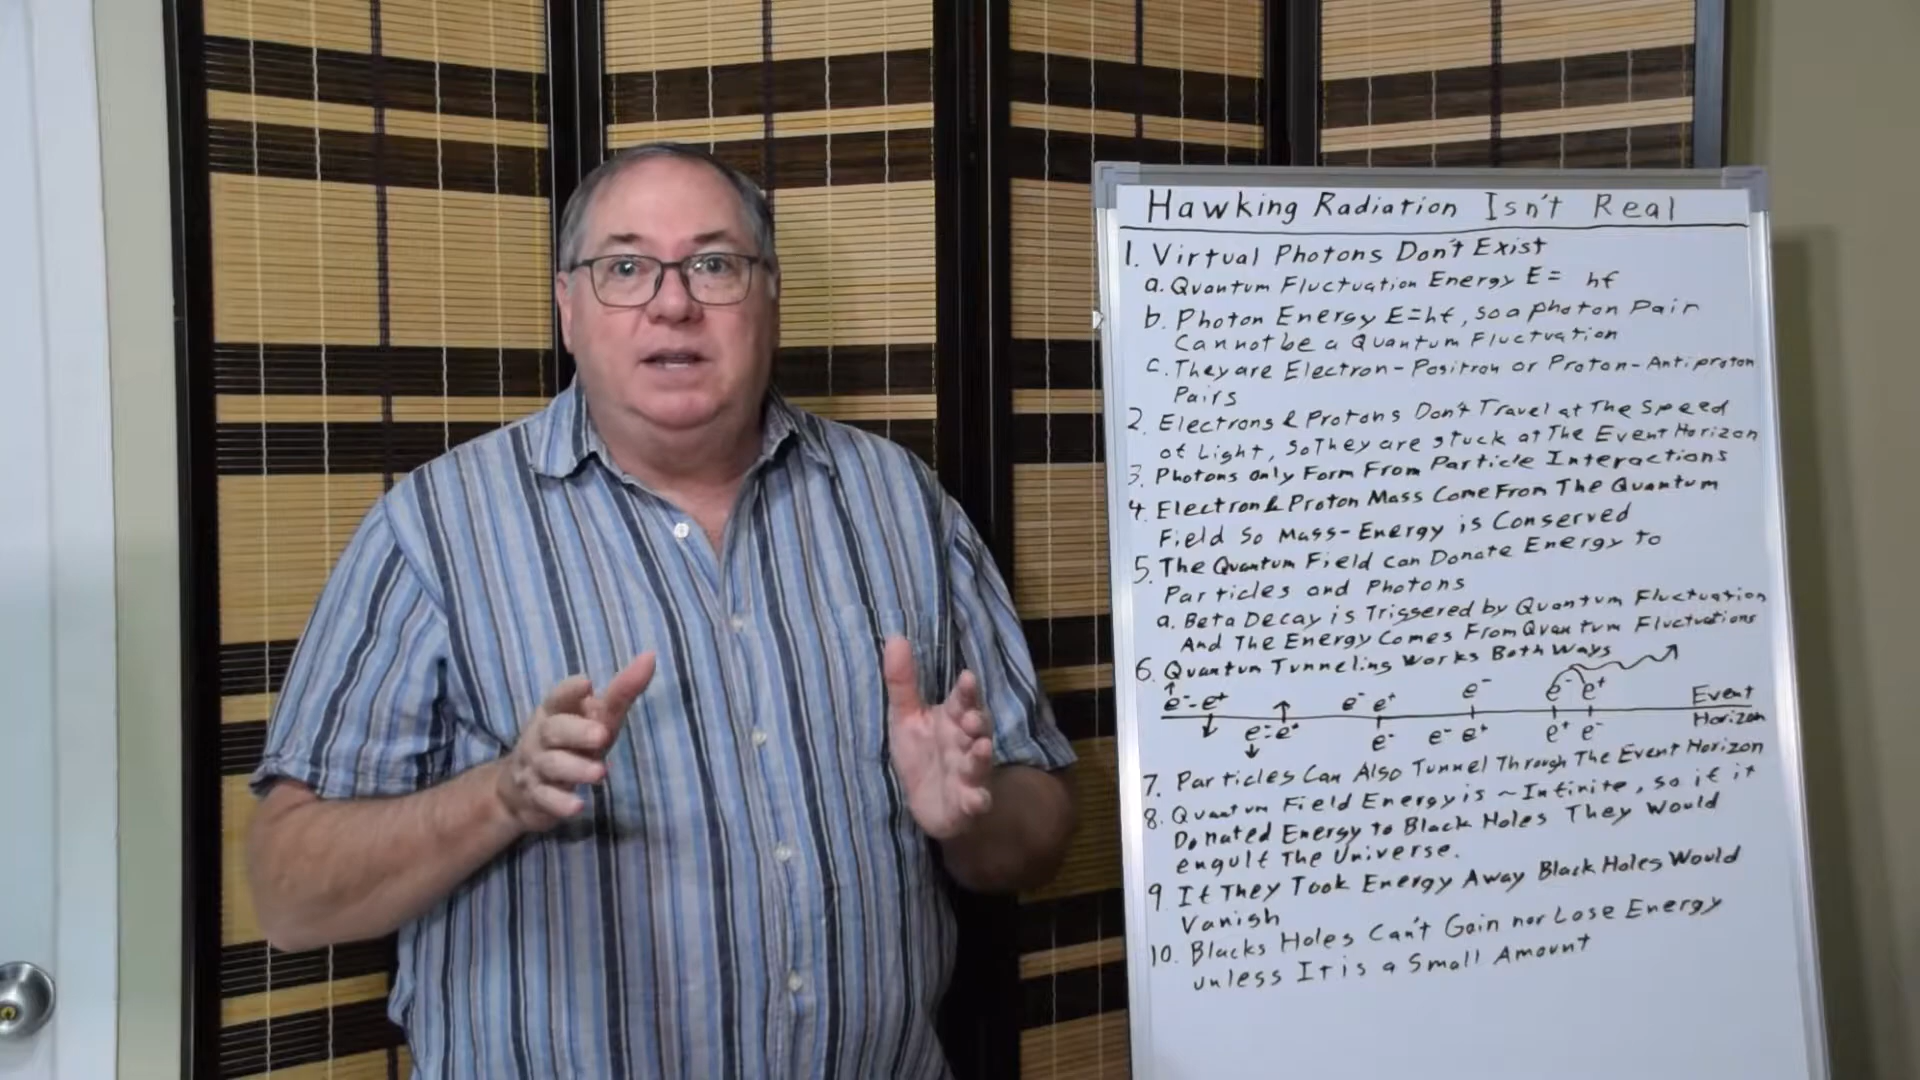 Hawking Radiation Isn't Real
1. Virtual Photons Don't Exist
a. Quantum Fluctuation Energy E= hf
b. Photon Energy E=hf, so a photon Pair
Cannot be a Quantum Fluctuation
c. They are Electron-Positron or Proton-Antiproton
Pairs
2. Electrons & Protons Don't Travel at The Speed
of Light, So They are stuck at The Event Horizon
3. Photons only Form From Particle Interactions
4. Electron & Proton Mass Come From The Quantum
Field So Mass-Energy is Conserved
5. The Quantum Field can Donate Energy to
Particles and Photons
a. Beta Decay is Triggered by Quantum Fluctuation
And The Energy Comes From Quantum Fluctuations
6. Quantum Tunneling Works Both Ways
e⁻-e⁺ e⁻ e⁺ e⁻ e⁻ e⁺ Event
e⁻-e⁺ e⁻ e⁻ e⁺ e⁺ e⁻ Horizon
7. Particles Can Also Tunnel Through The Event Horizon
8. Quantum Field Energy is ~Infinite, so if it
Donated Energy to Black Holes They Would
engulf The Universe.
9 If They Took Energy Away Black Holes Would
Vanish
10. Blacks Holes Can't Gain nor Lose Energy
unless It is a Small Amount